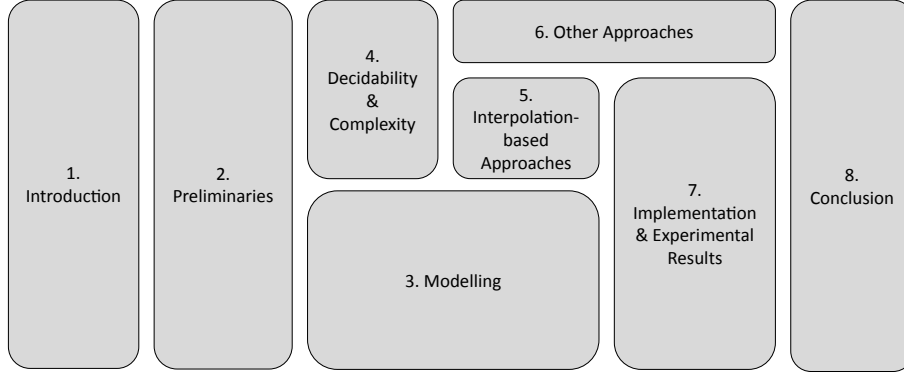 1.
Introduction
2.
Preliminaries
3. Modelling
4.
Decidability
&
Complexity
5.
Interpolation-
based
Approaches
6. Other Approaches
7.
Implementation
& Experimental
Results
8.
Conclusion